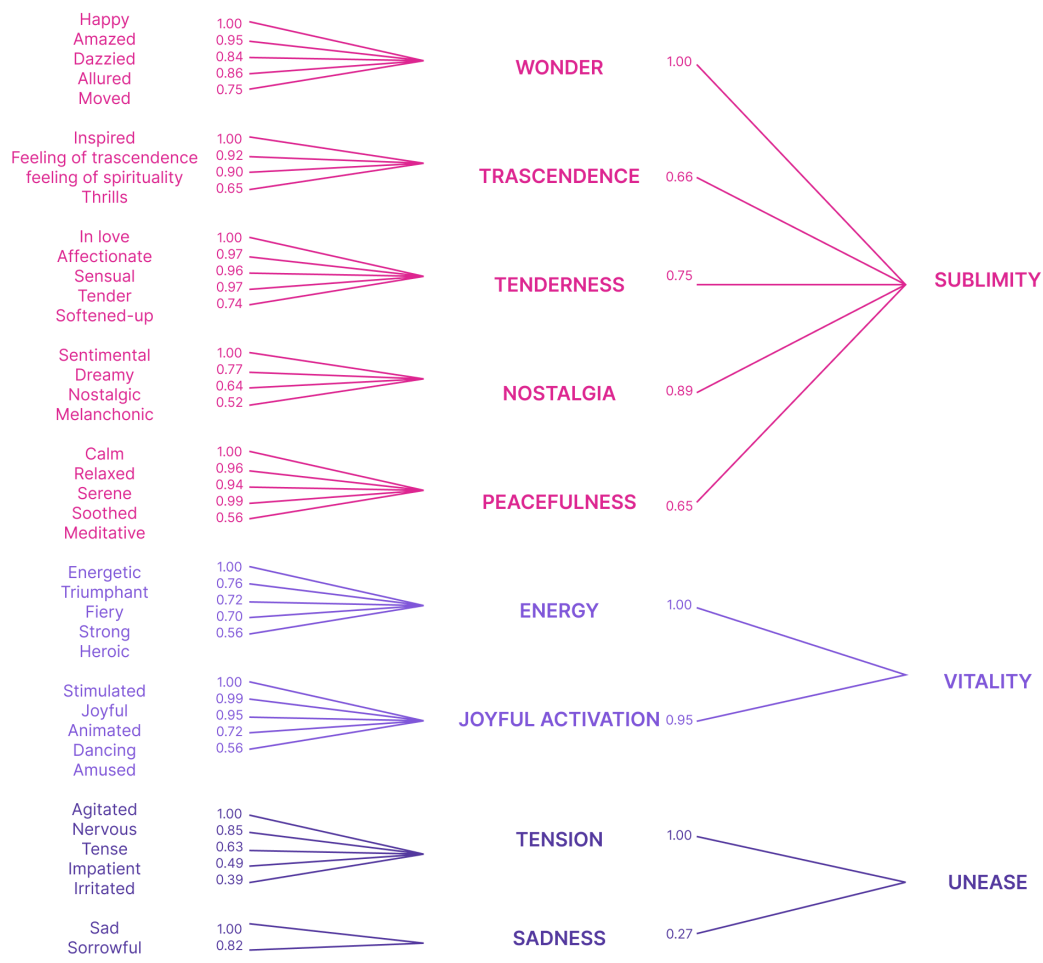 Happy
Amazed
Dazzied
Allured
Moved
1.00
0.95
0.84
0.86
0.75
WONDER
1.00
Inspired
Feeling of trascendence
feeling of spirituality
Thrills
1.00
0.92
0.90
0.65
TRASCENDENCE
0.66
In love
Affectionate
Sensual
Tender
Softened-up
1.00
0.97
0.96
0.97
0.74
TENDERNESS
0.75
SUBLIMITY
Sentimental
Dreamy
Nostalgic
Melanchonic
1.00
0.77
0.64
0.52
NOSTALGIA
0.89
Calm
Relaxed
Serene
Soothed
Meditative
1.00
0.96
0.94
0.99
0.56
PEACEFULNESS
0.65
Energetic
Triumphant
Fiery
Strong
Heroic
1.00
0.76
0.72
0.70
0.56
ENERGY
1.00
VITALITY
Stimulated
Joyful
Animated
Dancing
Amused
1.00
0.99
0.95
0.72
0.56
JOYFUL ACTIVATION
0.95
Agitated
Nervous
Tense
Impatient
Irritated
1.00
0.85
0.63
0.49
0.39
TENSION
1.00
UNEASE
Sad
Sorrowful
1.00
0.82
SADNESS
0.27